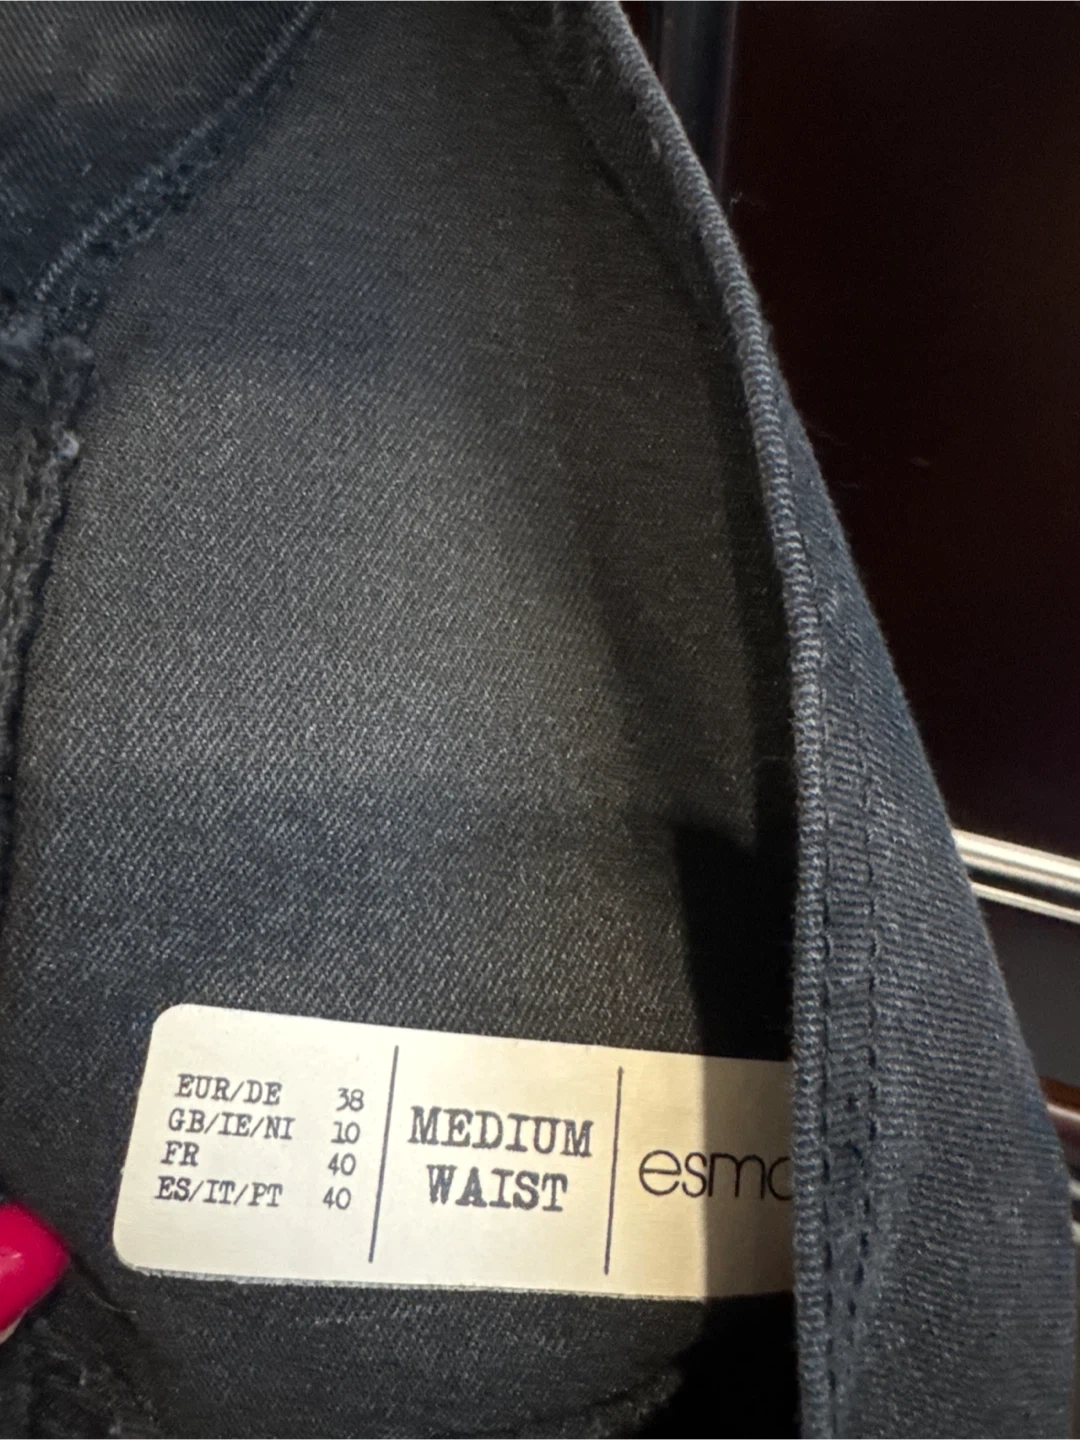 EUR/DE 38
GB/IE/NI 10
FR 40
ES/IT/PT 40
MEDIUM
WAIST